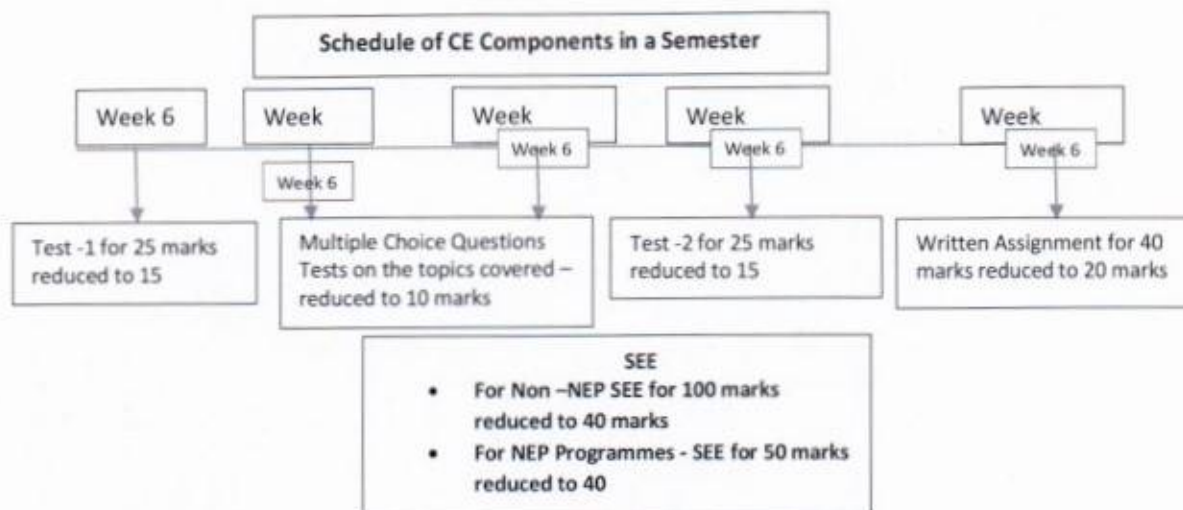 Schedule of CE Components in a Semester
Week 6
Week
Week
Week
Week
Week 6
Week 6
Week 6
Week 6
Test -1 for 25 marks
reduced to 15
Multiple Choice Questions
Tests on the topics covered –
reduced to 10 marks
Test -2 for 25 marks
reduced to 15
Written Assignment for 40
marks reduced to 20 marks
SEE
• For Non –NEP SEE for 100 marks
reduced to 40 marks
• For NEP Programmes - SEE for 50 marks
reduced to 40